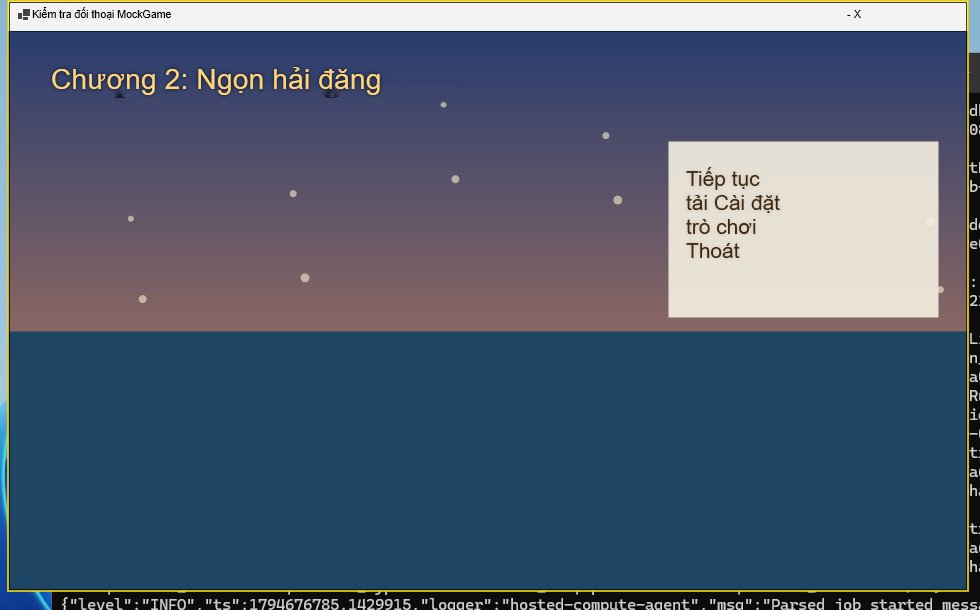 Kiểm tra đối thoại MockGame
- X
Chương 2: Ngọn hải đăng
Tiếp tục
tải Cài đặt
trò chơi
Thoát
{"level":"INFO","ts":1794676785.1429915,"logger":"hosted-compute-agent","msg":"Parsed job started